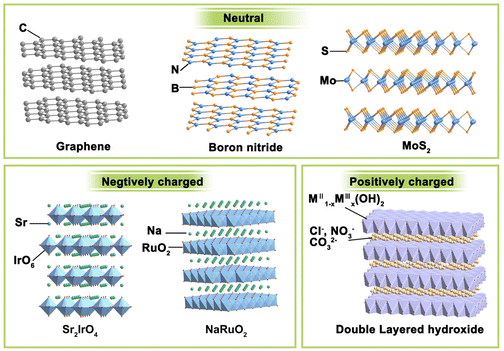 Neutral
C
N
B
S
Mo
Graphene
Boron nitride
MoS₂
Negtively charged
Positively charged
Sr
IrO₆
Na
RuO₂
Sr₂IrO₄
NaRuO₂
Mᴵᴵ₁₋ₓMᴵᴵᴵₓ(OH)₂
Cl⁻, NO₃⁻
CO₃²⁻
Double Layered hydroxide